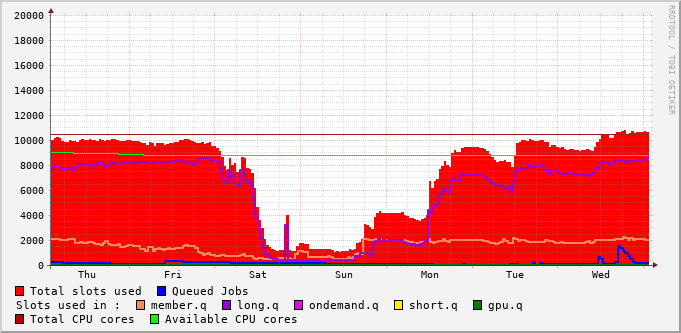 20000
18000
16000
14000
12000
10000
8000
6000
4000
2000
0
Thu Fri Sat Sun Mon Tue Wed
RRDTOOL / TOBI OETIKER
Total slots used Queued Jobs
Slots used in : member.q long.q ondemand.q short.q gpu.q
Total CPU cores Available CPU cores